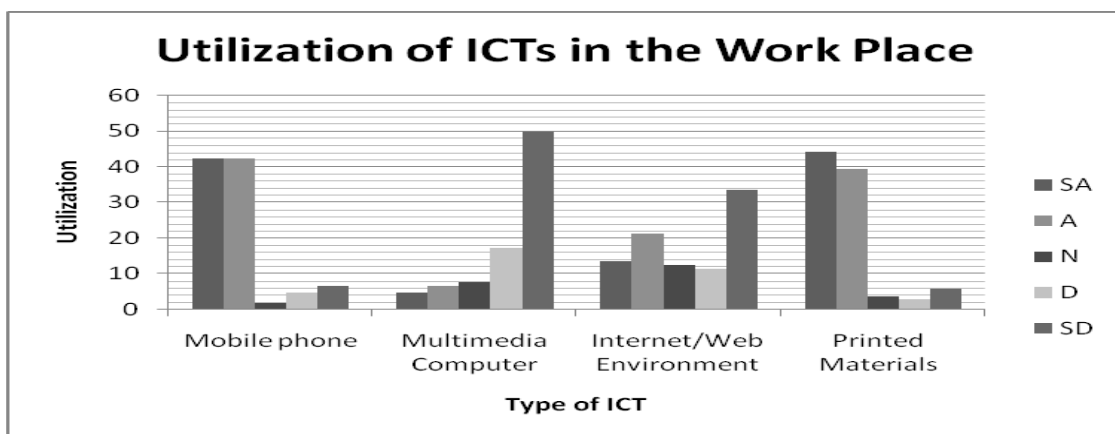 Utilization of ICTs in the Work Place
60
50
40
30
20
10
0
Utilization
Mobile phone
Multimedia
Computer
Internet/Web
Environment
Printed
Materials
Type of ICT
SA
A
N
D
SD